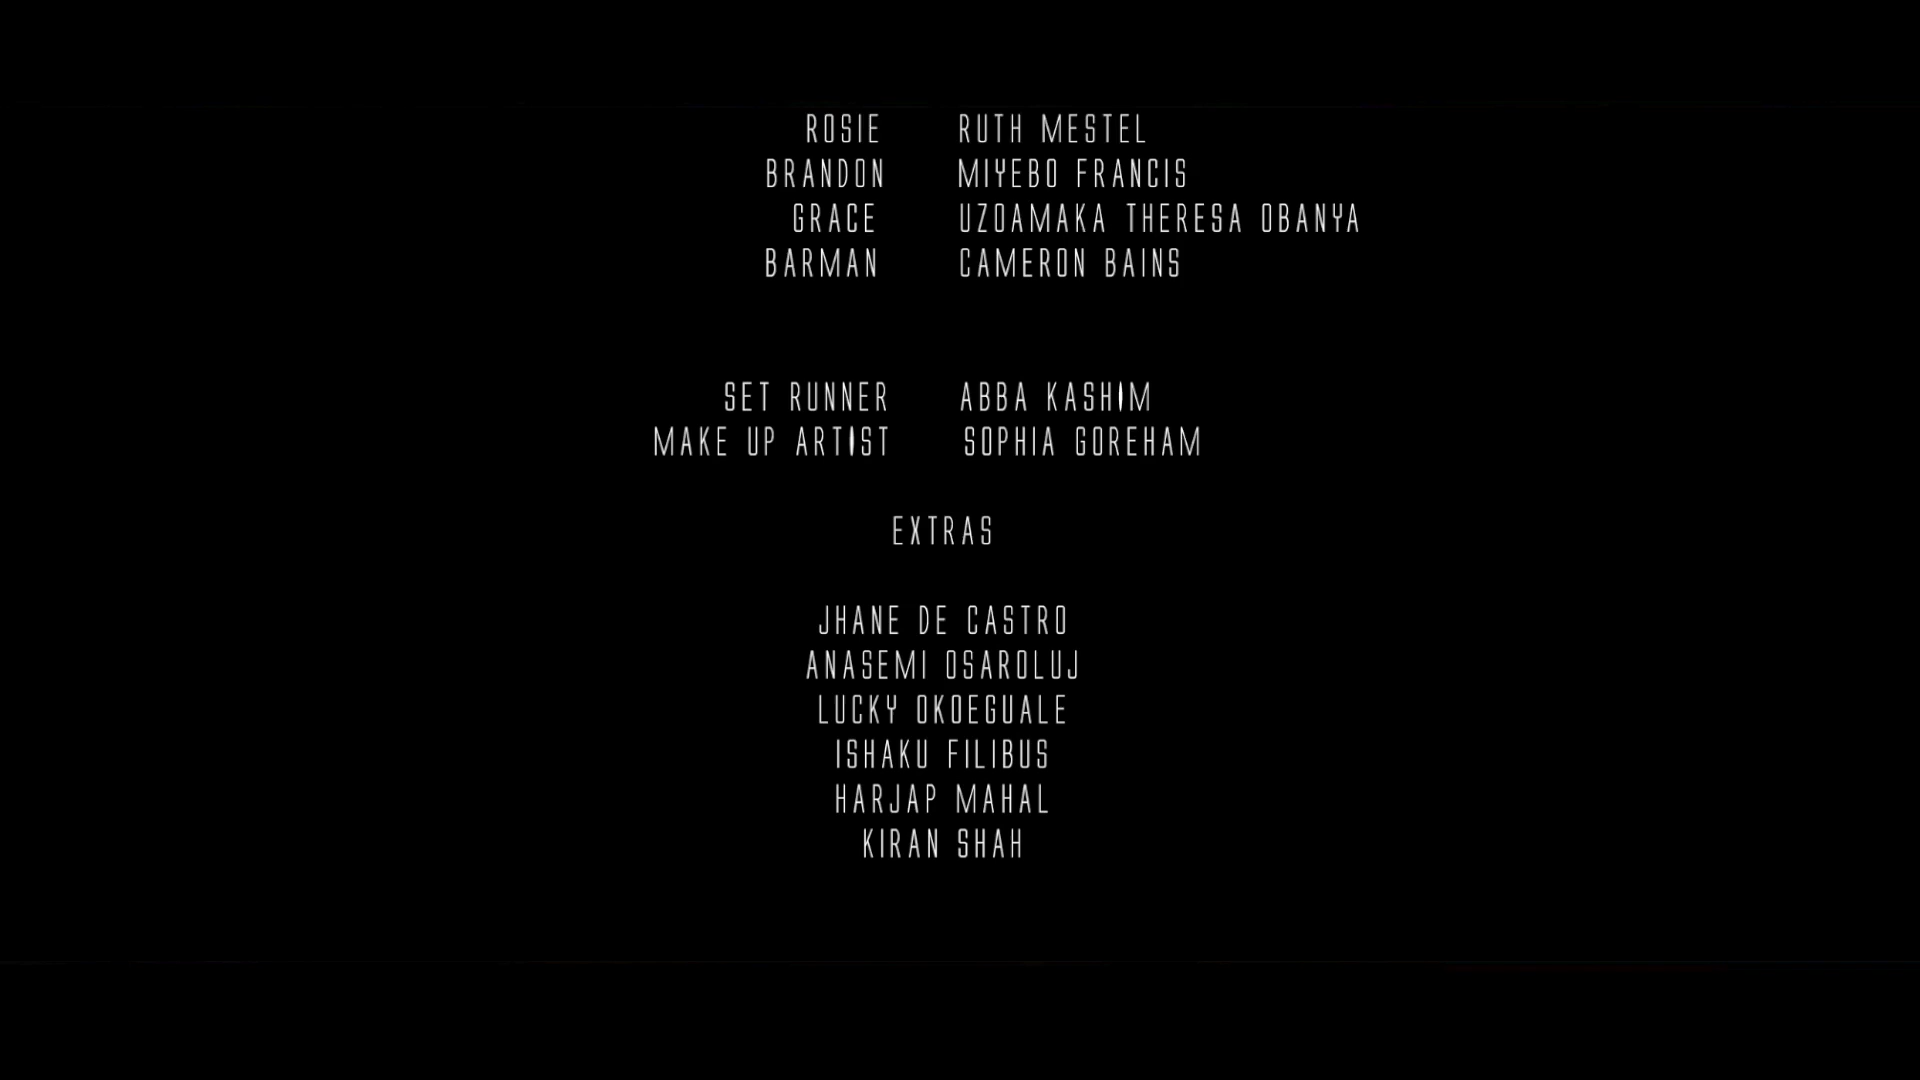 ROSIE RUTH MESTEL
BRANDON MIYEBO FRANCIS
GRACE UZOAMAKA THERESA OBANYA
BARMAN CAMERON BAINS
SET RUNNER ABBA KASHIM
MAKE UP ARTIST SOPHIA GOREHAM
EXTRAS
JHANE DE CASTRO
ANASEMI OSAROLUJ
LUCKY OKOEGUALE
ISHAKU FILIBUS
HARJAP MAHAL
KIRAN SHAH